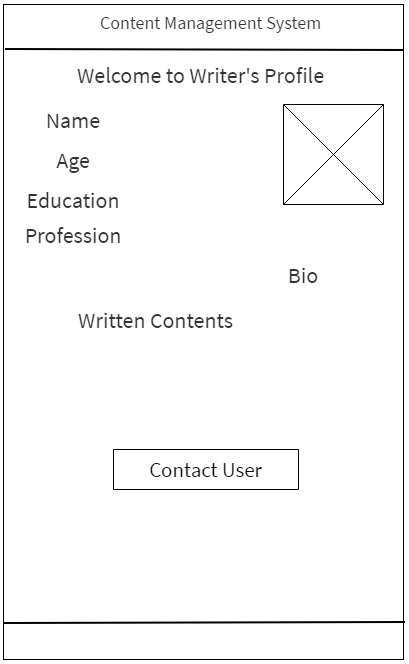 Content Management System
Welcome to Writer's Profile
Name
Age
Education
Profession
Bio
Written Contents
Contact User